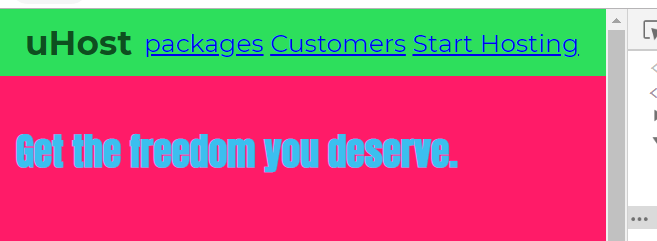 uHost packages Customers Start Hosting
Get the freedom you deserve.